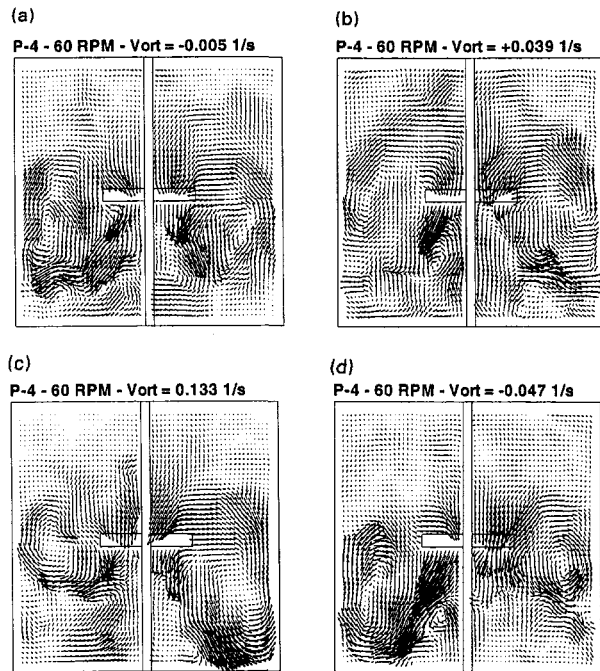 (a)
P-4 - 60 RPM - Vort = -0.005 1/s
(b)
P-4 - 60 RPM - Vort = +0.039 1/s
(c)
P-4 - 60 RPM - Vort = 0.133 1/s
(d)
P-4 - 60 RPM - Vort = -0.047 1/s